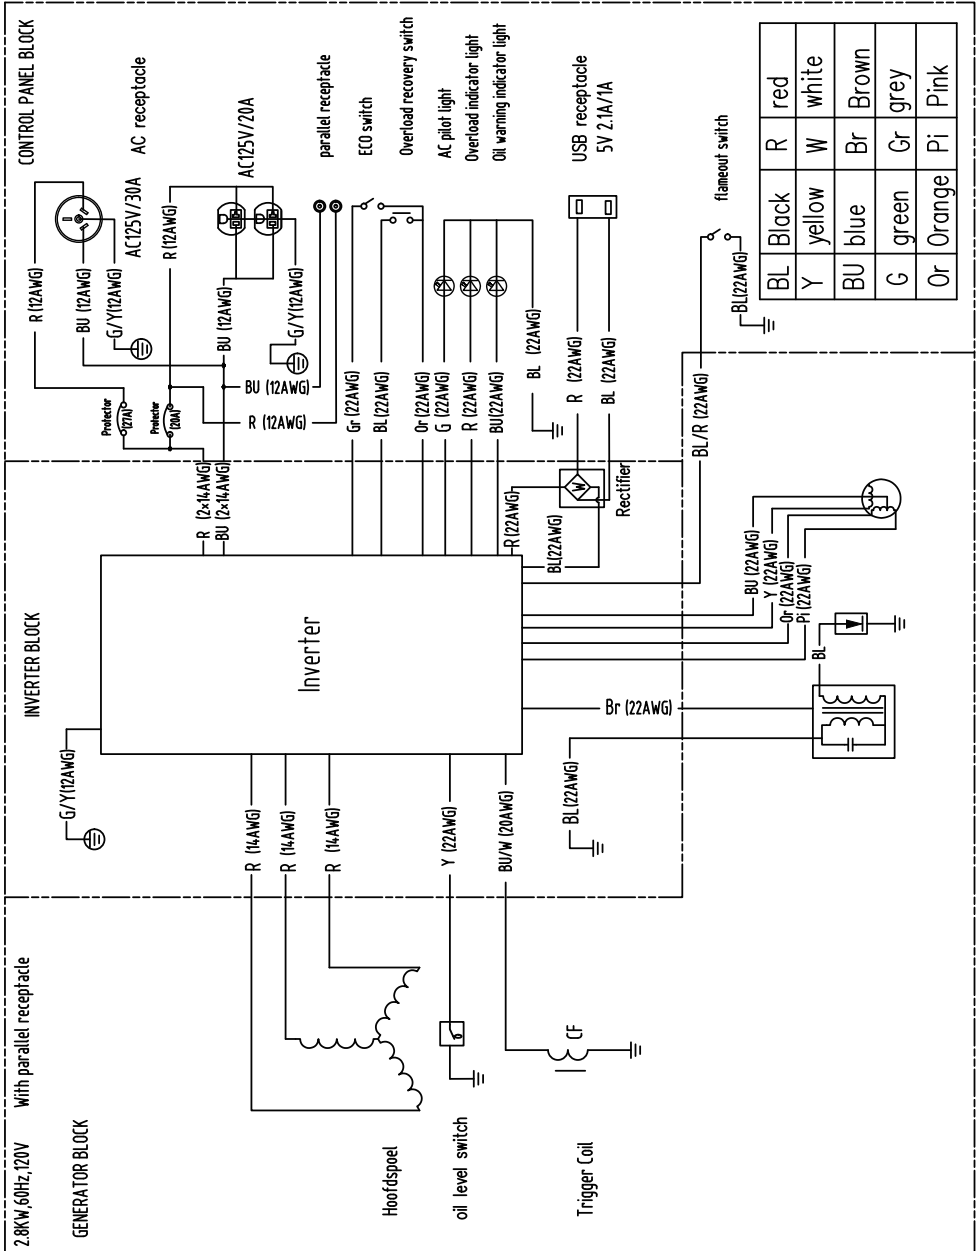 2.8KW,60Hz,120V With parallel receptacle
GENERATOR BLOCK
Hoofdspoel
oil level switch
Trigger Coil
CF
R (14AWG)
R (14AWG)
R (14AWG)
Y (22AWG)
BU/W (20AWG)
INVERTER BLOCK
G/Y(12AWG)
Inverter
BL(22AWG)
Br (22AWG)
BL
BU (22AWG)
Y (22AWG)
Or (22AWG)
Pi (22AWG)
R (2x14AWG)
BU (2x14AWG)
R(22AWG)
BL(22AWG)
Rectifier
W
BL/R (22AWG)
CONTROL PANEL BLOCK
AC receptacle
AC125V/30A
AC125V/20A
parallel receptacle
ECO switch
Overload recovery switch
AC pilot light
Overload indicator light
Oil warning indicator light
USB receptacle
5V 2.1A/1A
flameout switch
R (12AWG)
BU (12AWG)
G/Y(12AWG)
R(12AWG)
BU (12AWG)
G/Y(12AWG)
BU (12AWG)
R (12AWG)
Protector
(27A)
Protector
(20A)
Gr (22AWG)
BL(22AWG)
Or(22AWG)
G (22AWG)
R (22AWG)
BU(22AWG)
BL (22AWG)
R (22AWG)
BL (22AWG)
BL(22AWG)
BL Black R red
Y yellow W white
BU blue Br Brown
G green Gr grey
Or Orange Pi Pink